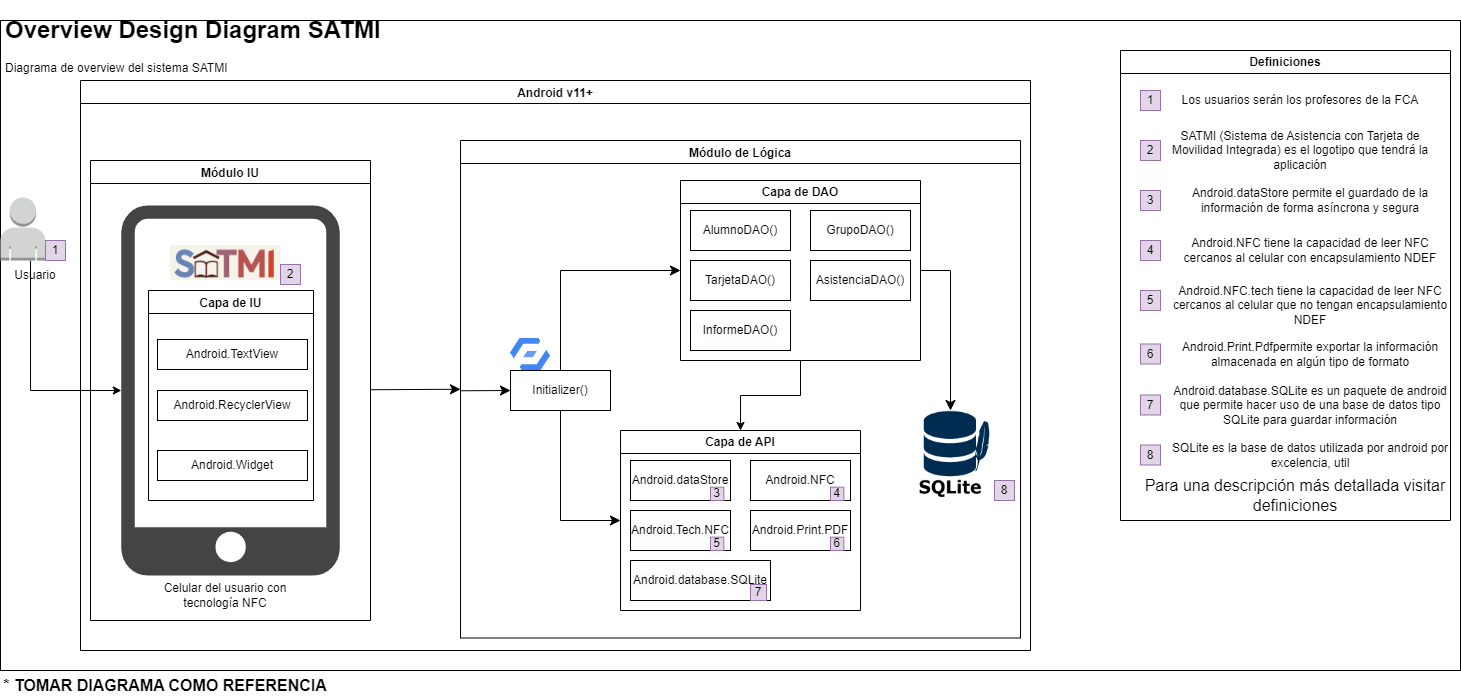 Overview Design Diagram SATMI
Diagrama de overview del sistema SATMI
Android v11+
Módulo IU
1
Usuario
SATMI
2
Capa de IU
Android.TextView
Android.RecyclerView
Android.Widget
Celular del usuario con
tecnología NFC
Módulo de Lógica
Initializer()
Capa de DAO
AlumnoDAO()
GrupoDAO()
TarjetaDAO()
AsistenciaDAO()
InformeDAO()
Capa de API
Android.dataStore
3
Android.NFC
4
Android.Tech.NFC
5
Android.Print.PDF
6
Android.database.SQLite
7
SQLite
8
Definiciones
1
Los usuarios serán los profesores de la FCA
2
SATMI (Sistema de Asistencia con Tarjeta de
Movilidad Integrada) es el logotipo que tendrá la
aplicación
3
Android.dataStore permite el guardado de la
información de forma asíncrona y segura
4
Android.NFC tiene la capacidad de leer NFC
cercanos al celular con encapsulamiento NDEF
5
Android.NFC.tech tiene la capacidad de leer NFC
cercanos al celular que no tengan encapsulamiento
NDEF
6
Android.Print.Pdfpermite exportar la información
almacenada en algún tipo de formato
7
Android.database.SQLite es un paquete de android
que permite hacer uso de una base de datos tipo
SQLite para guardar información
8
SQLite es la base de datos utilizada por android por
excelencia, util
Para una descripción más detallada visitar
definiciones
* TOMAR DIAGRAMA COMO REFERENCIA